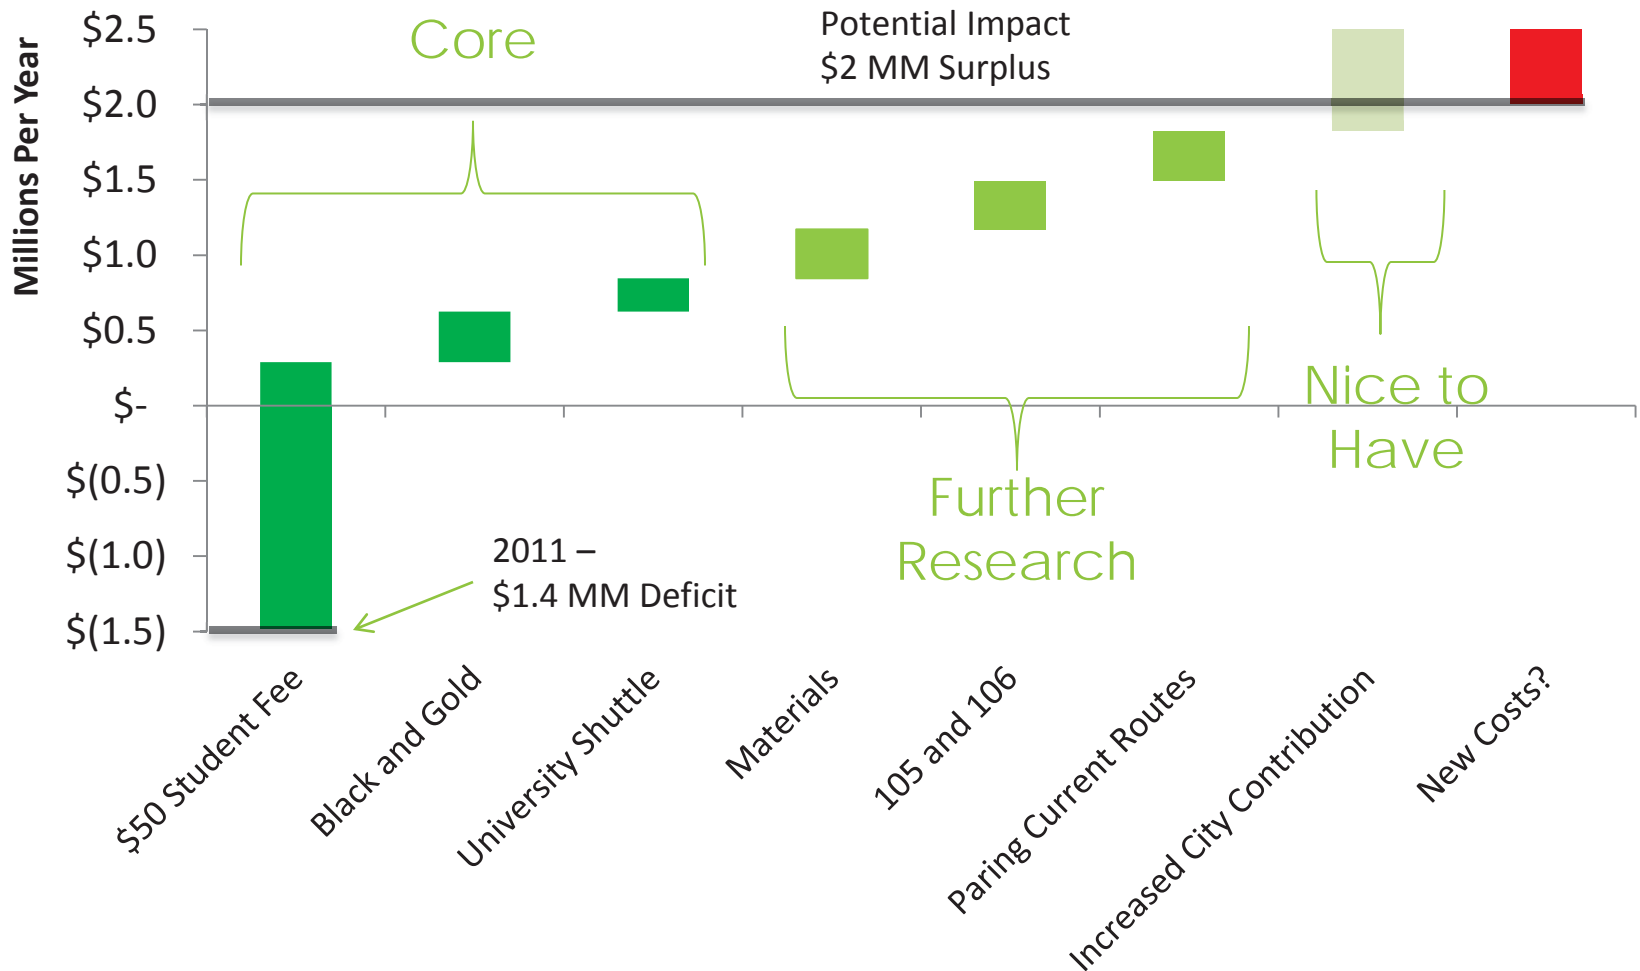 Millions Per Year
$2.5
$2.0
$1.5
$1.0
$0.5
$-
$(0.5)
$(1.0)
$(1.5)
Core
Potential Impact
$2 MM Surplus
Nice to
Have
Further
Research
2011 –
$1.4 MM Deficit
$50 Student Fee
Black and Gold
University Shuttle
Materials
105 and 106
Paring Current Routes
Increased City Contribution
New Costs?